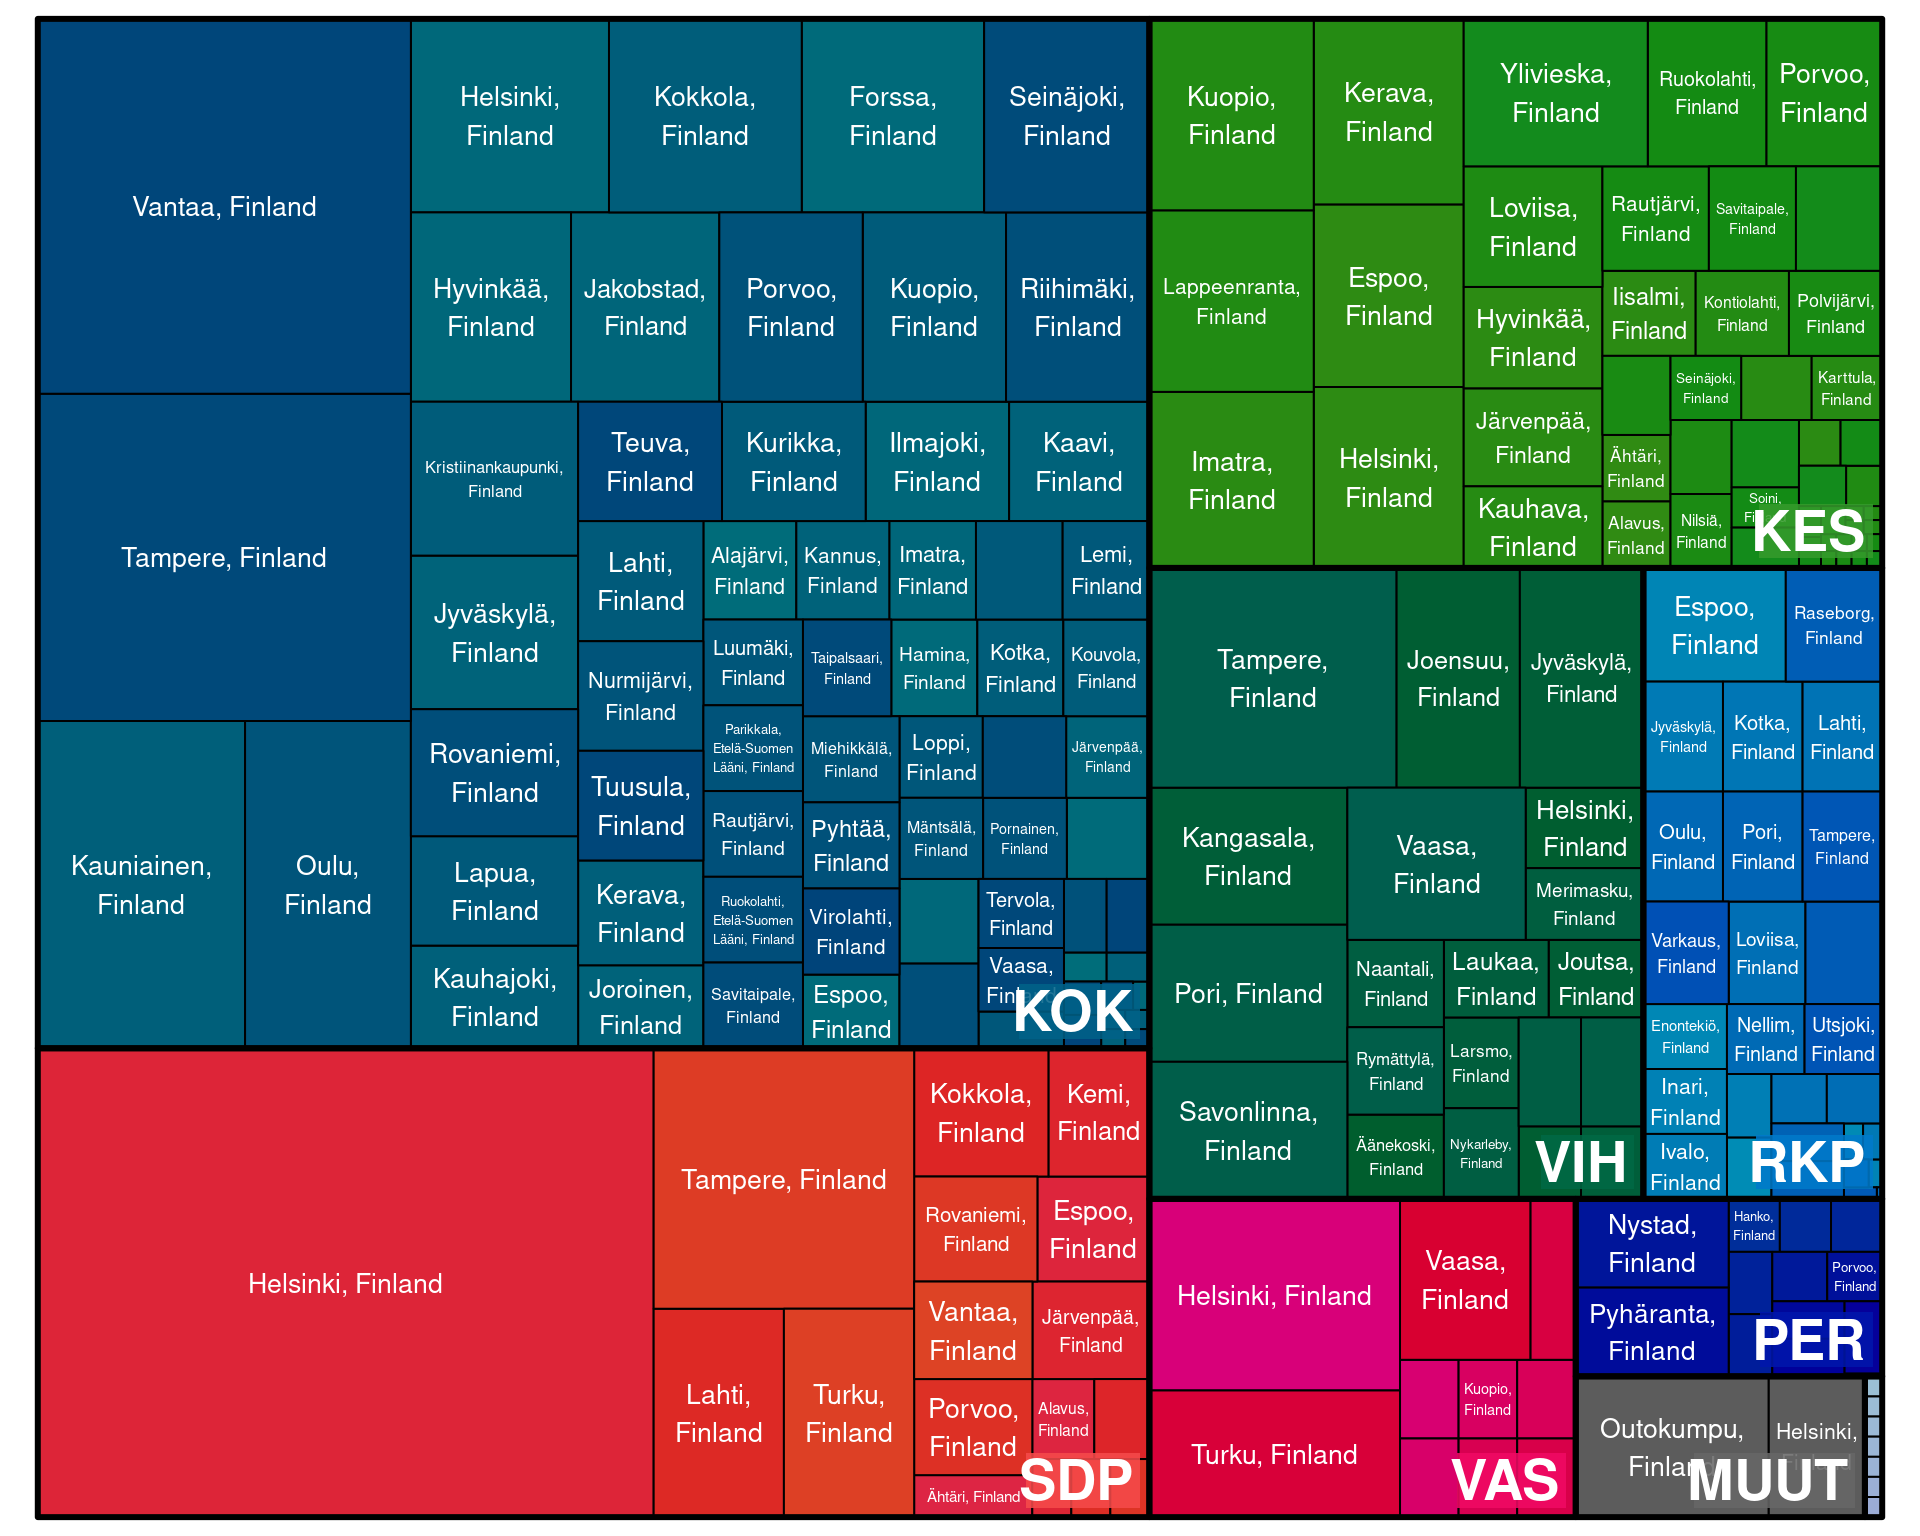 Vantaa, Finland
Tampere, Finland
Kauniainen,
Finland
Oulu,
Finland
Helsinki,
Finland
Kokkola,
Finland
Forssa,
Finland
Seinäjoki,
Finland
Hyvinkää,
Finland
Jakobstad,
Finland
Porvoo,
Finland
Kuopio,
Finland
Riihimäki,
Finland
Kristiinankaupunki,
Finland
Jyväskylä,
Finland
Rovaniemi,
Finland
Lapua,
Finland
Kauhajoki,
Finland
Teuva,
Finland
Kurikka,
Finland
Ilmajoki,
Finland
Kaavi,
Finland
Lahti,
Finland
Nurmijärvi,
Finland
Tuusula,
Finland
Kerava,
Finland
Joroinen,
Finland
Alajärvi,
Finland
Kannus,
Finland
Imatra,
Finland
Lemi,
Finland
Luumäki,
Finland
Parikkala,
Etelä-Suomen
Lääni, Finland
Rautjärvi,
Finland
Ruokolahti,
Etelä-Suomen
Lääni, Finland
Savitaipale,
Finland
Taipalsaari,
Finland
Hamina,
Finland
Kotka,
Finland
Kouvola,
Finland
Miehikkälä,
Finland
Pyhtää,
Finland
Virolahti,
Finland
Espoo,
Finland
Loppi,
Finland
Järvenpää,
Finland
Mäntsälä,
Finland
Pornainen,
Finland
Tervola,
Finland
Vaasa,
KOK
Helsinki, Finland
Tampere, Finland
Lahti,
Finland
Turku,
Finland
Kokkola,
Finland
Kemi,
Finland
Rovaniemi,
Finland
Espoo,
Finland
Vantaa,
Finland
Järvenpää,
Finland
Porvoo,
Finland
Alavus,
Finland
Ähtäri, Finland
SDP
Kuopio,
Finland
Lappeenranta,
Finland
Imatra,
Finland
Kerava,
Finland
Espoo,
Finland
Helsinki,
Finland
Ylivieska,
Finland
Ruokolahti,
Finland
Porvoo,
Finland
Loviisa,
Finland
Hyvinkää,
Finland
Järvenpää,
Finland
Kauhava,
Finland
Rautjärvi,
Finland
Savitaipale,
Finland
Iisalmi,
Finland
Kontiolahti,
Finland
Polvijärvi,
Finland
Seinäjoki,
Finland
Karttula,
Finland
Ähtäri,
Finland
Alavus,
Finland
Nilsiä,
Finland
Soini,
KES
Tampere,
Finland
Joensuu,
Finland
Jyväskylä,
Finland
Kangasala,
Finland
Pori, Finland
Savonlinna,
Finland
Vaasa,
Finland
Helsinki,
Finland
Merimasku,
Finland
Naantali,
Finland
Rymättylä,
Finland
Äänekoski,
Finland
Laukaa,
Finland
Joutsa,
Finland
Larsmo,
Finland
Nykarleby,
Finland
VIH
Espoo,
Finland
Raseborg,
Finland
Jyväskylä,
Finland
Kotka,
Finland
Lahti,
Finland
Oulu,
Finland
Pori,
Finland
Tampere,
Finland
Varkaus,
Finland
Loviisa,
Finland
Enontekiö,
Finland
Nellim,
Finland
Utsjoki,
Finland
Inari,
Finland
Ivalo,
Finland
RKP
Helsinki, Finland
Turku, Finland
Vaasa,
Finland
Kuopio,
Finland
VAS
Nystad,
Finland
Pyhäranta,
Finland
Hanko,
Finland
Porvoo,
Finland
PER
Outokumpu,
Finland
Helsinki,
MUUT